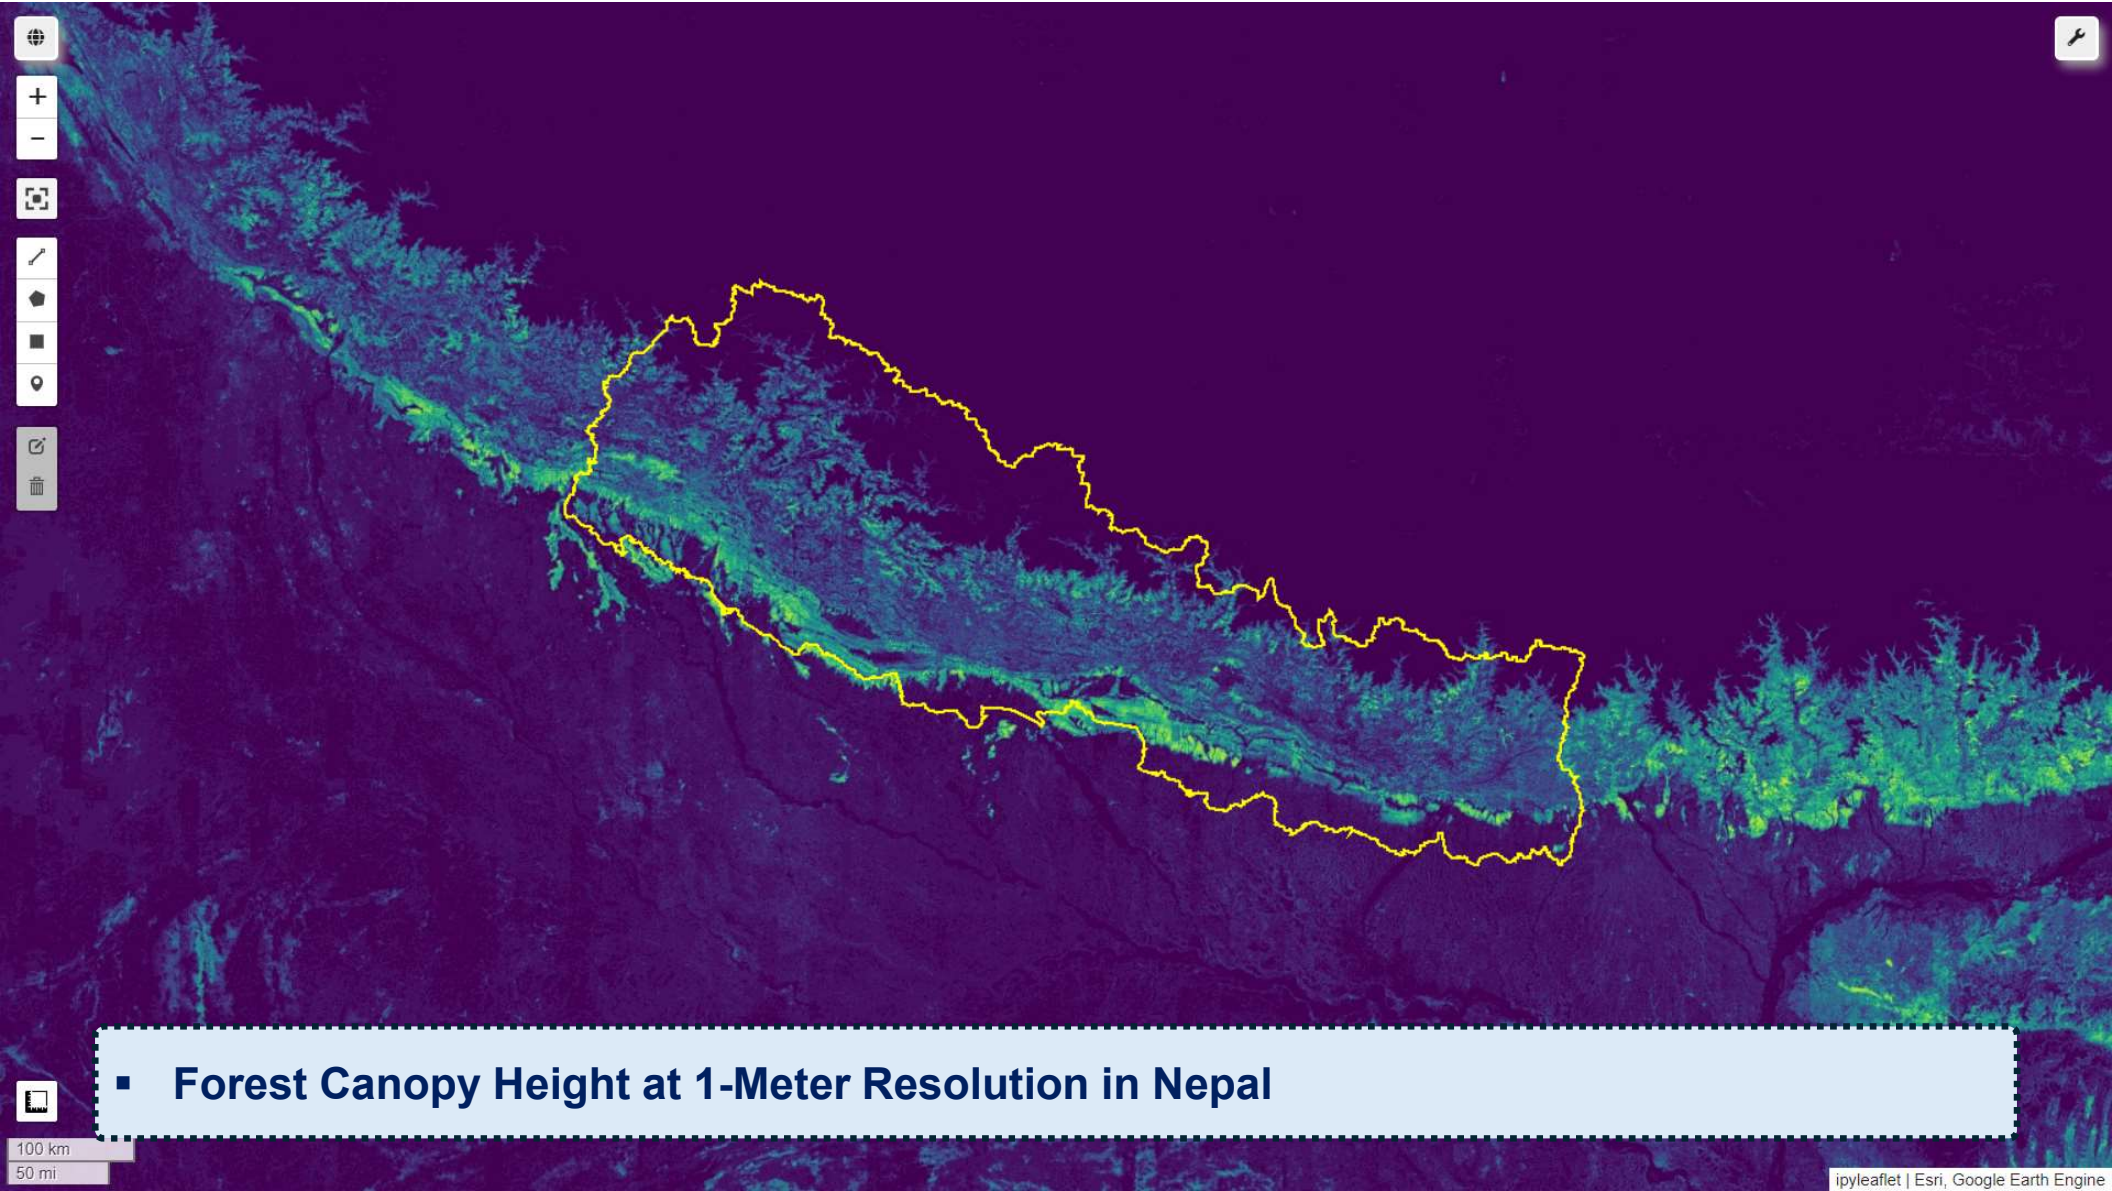 +
−
▪ Forest Canopy Height at 1-Meter Resolution in Nepal
100 km
50 mi
ipyleaflet | Esri, Google Earth Engine